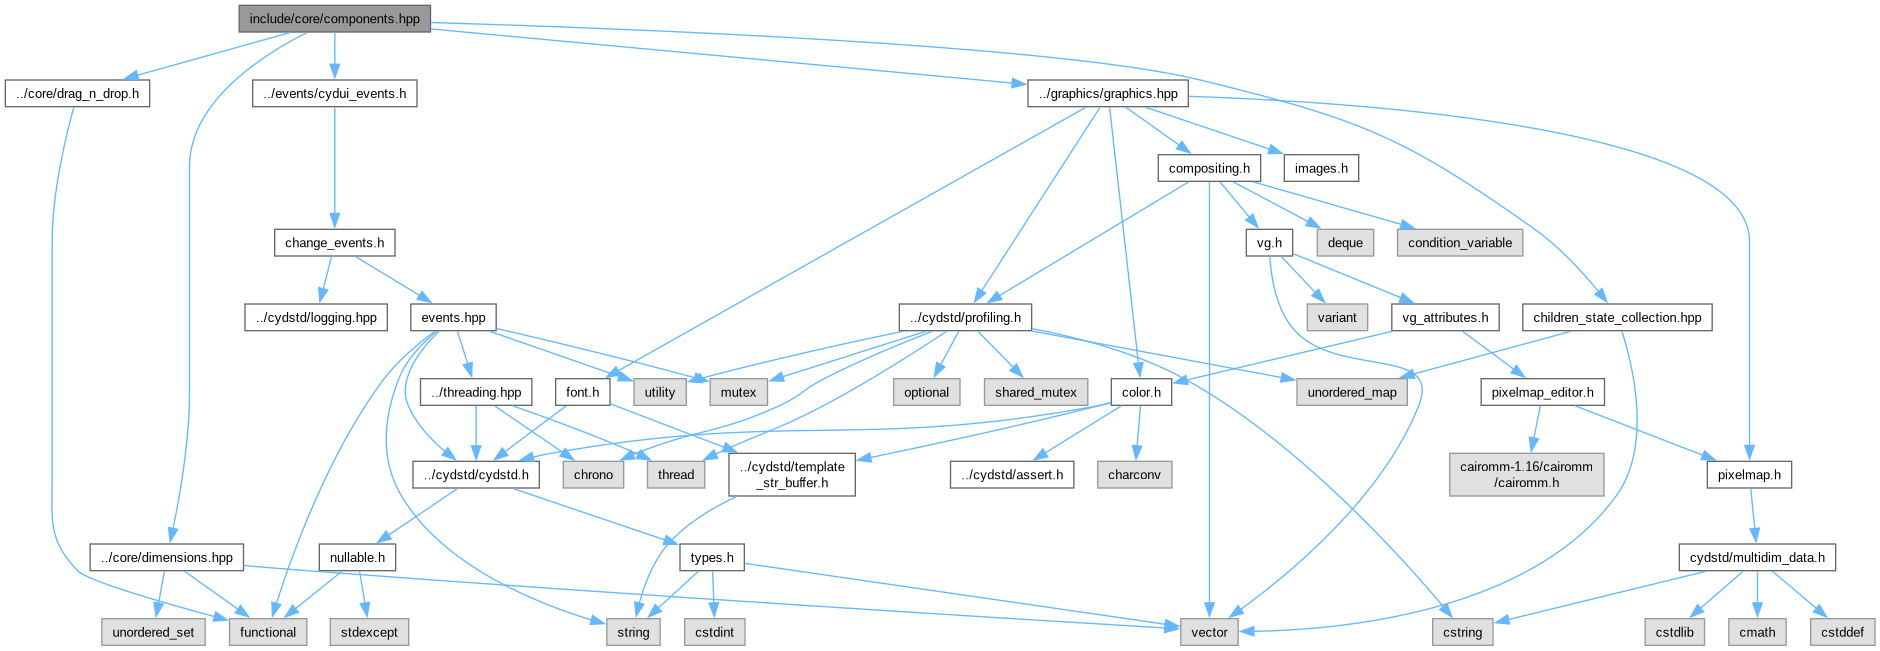 include/core/components.hpp
../core/drag_n_drop.h
../events/cydui_events.h
../graphics/graphics.hpp
compositing.h
images.h
change_events.h
vg.h
deque
condition_variable
../cydstd/logging.hpp
events.hpp
../cydstd/profiling.h
variant
vg_attributes.h
children_state_collection.hpp
../threading.hpp
font.h
utility
mutex
optional
shared_mutex
color.h
unordered_map
pixelmap_editor.h
../cydstd/cydstd.h
chrono
thread
../cydstd/template
_str_buffer.h
../cydstd/assert.h
charconv
cairomm-1.16/cairomm
/cairomm.h
pixelmap.h
../core/dimensions.hpp
nullable.h
types.h
cydstd/multidim_data.h
unordered_set
functional
stdexcept
string
cstdint
vector
cstring
cstdlib
cmath
cstddef